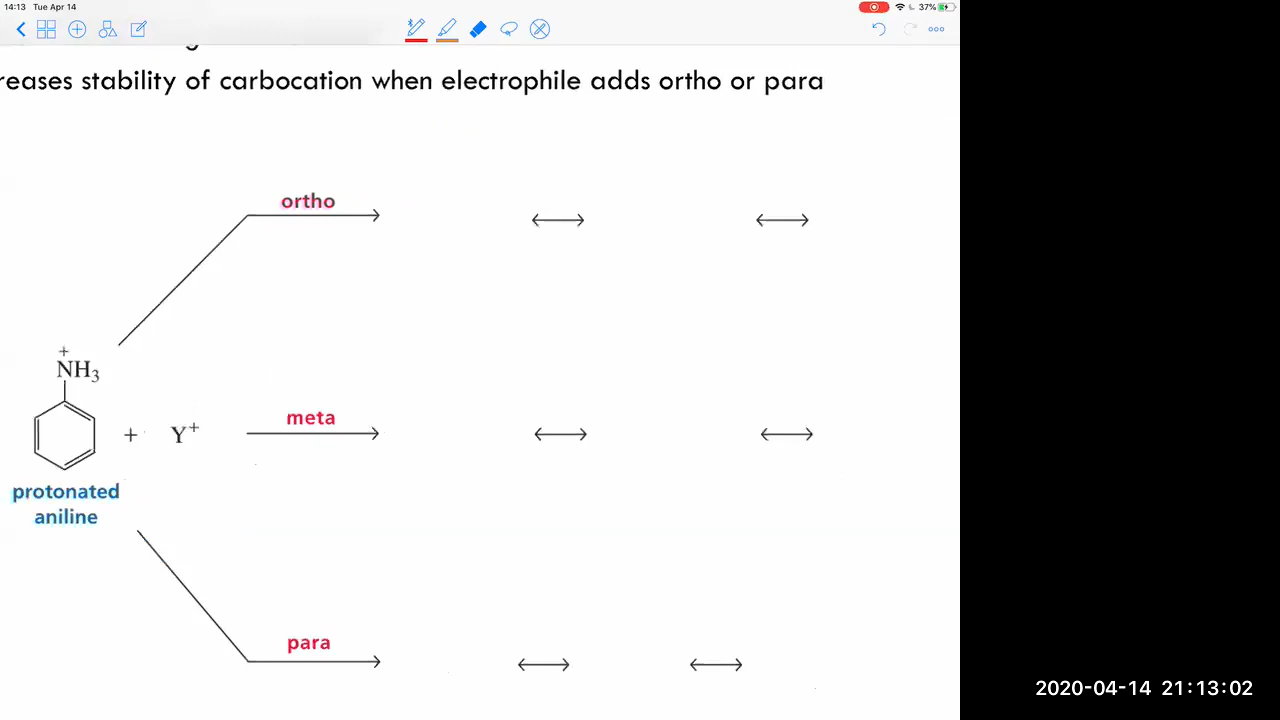 14:13 Tue Apr 14 37%
reases stability of carbocation when electrophile adds ortho or para
ortho
+
NH3
meta
+ Y+
protonated
aniline
para
2020-04-14 21:13:02